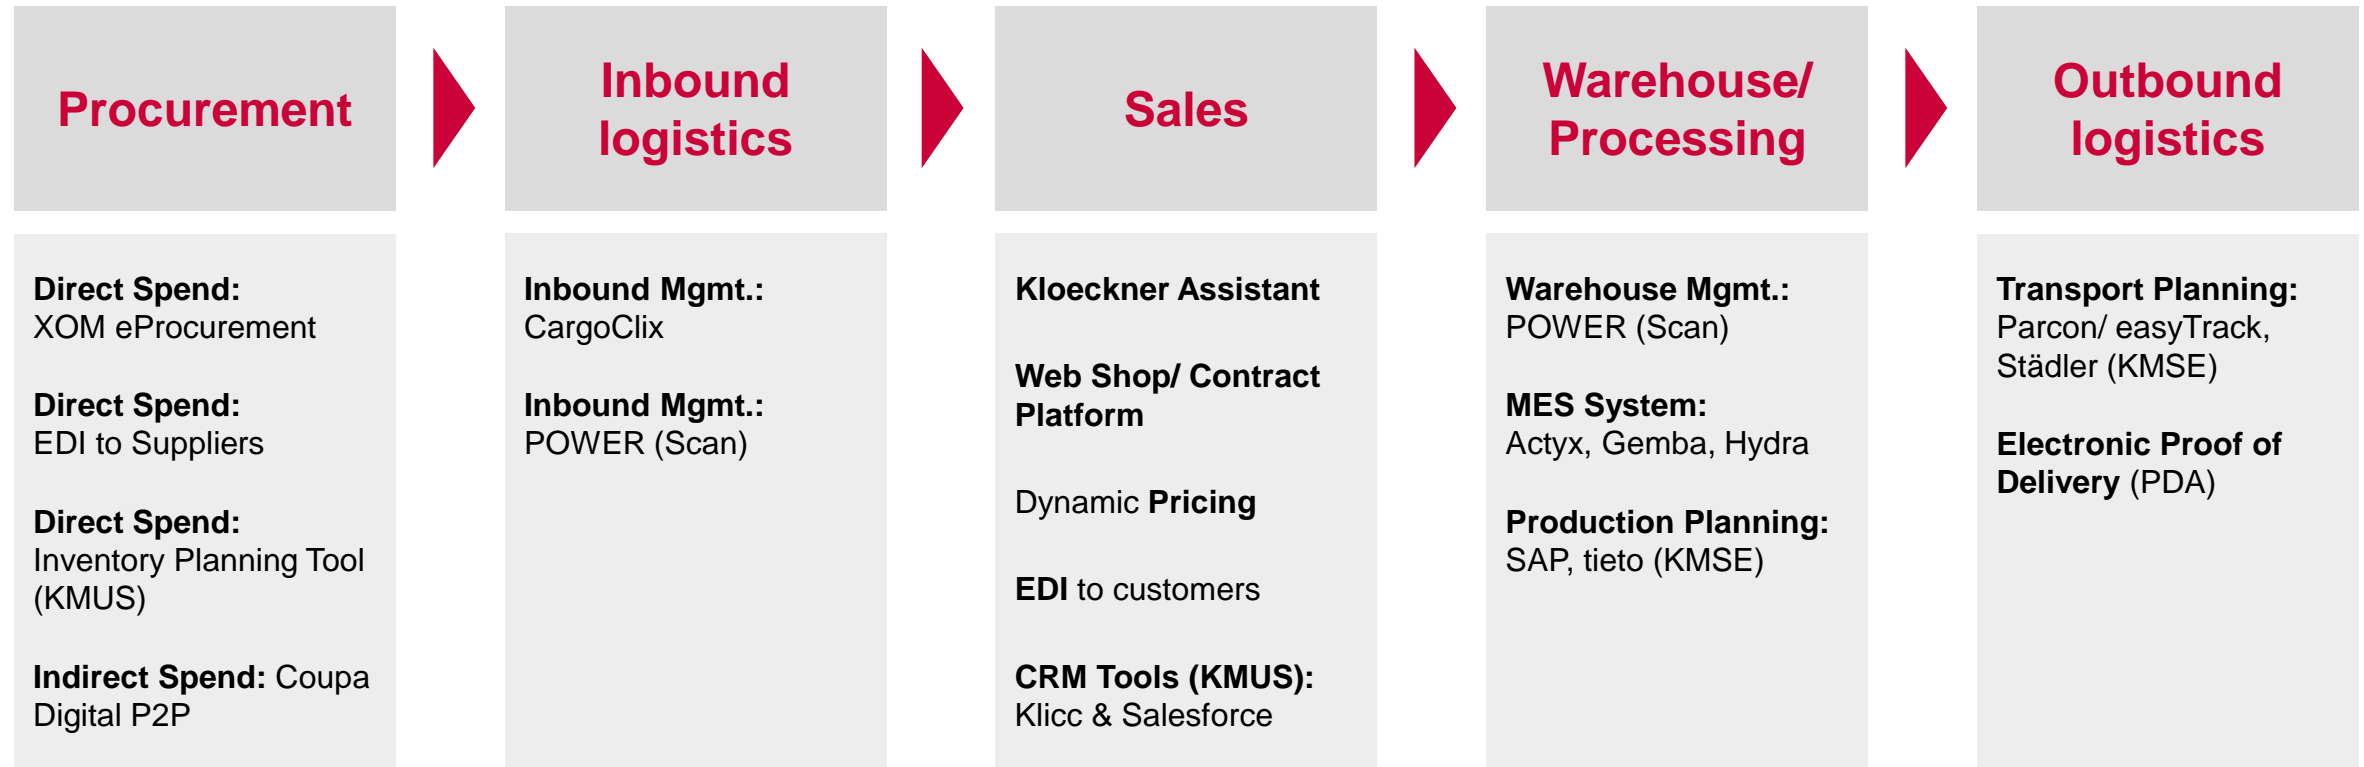 Procurement
Inbound
logistics
Sales
Warehouse/
Processing
Outbound
logistics
Direct Spend:
XOM eProcurement
Direct Spend:
EDI to Suppliers
Direct Spend:
Inventory Planning Tool
(KMUS)
Indirect Spend: Coupa
Digital P2P
Inbound Mgmt.:
CargoClix
Inbound Mgmt.:
POWER (Scan)
Kloeckner Assistant
Web Shop/ Contract
Platform
Dynamic Pricing
EDI to customers
CRM Tools (KMUS):
Klicc & Salesforce
Warehouse Mgmt.:
POWER (Scan)
MES System:
Actyx, Gemba, Hydra
Production Planning:
SAP, tieto (KMSE)
Transport Planning:
Parcon/ easyTrack,
Städler (KMSE)
Electronic Proof of
Delivery (PDA)